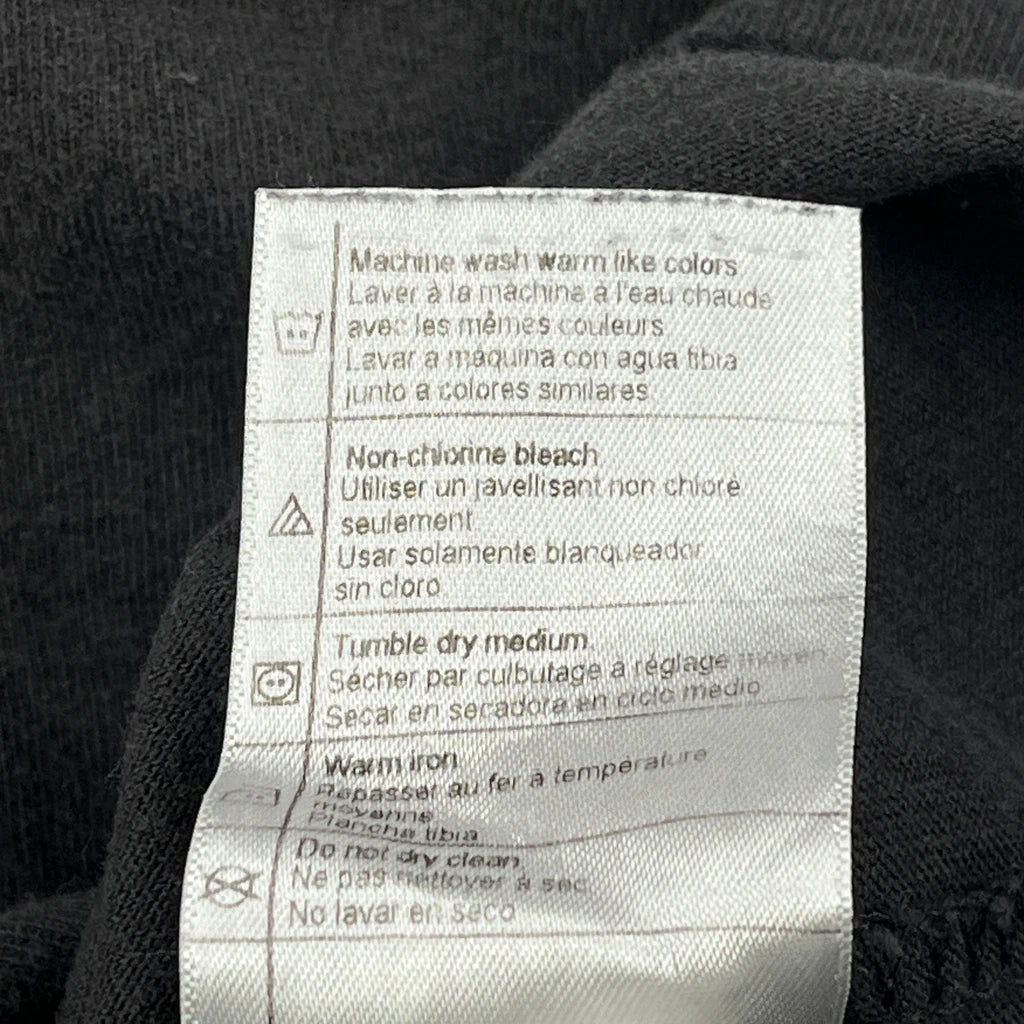 Machine wash warm like colors
Laver à la machine à l'eau chaude
avec les mêmes couleurs
Lavar a maquina con agua tibia
junto a colores similares
Non-chlorine bleach
Utiliser un javellisant non chloré
seulement
Usar solamente blanqueador
sin cloro
Tumble dry medium
Sécher par culbutage à réglage moyen
Secar en secadora en ciclo medio
Warm iron
Repasser au fer à température
moyenne
Plancha tibia
Do not dry clean
Ne pas nettoyer à sec
No lavar en seco